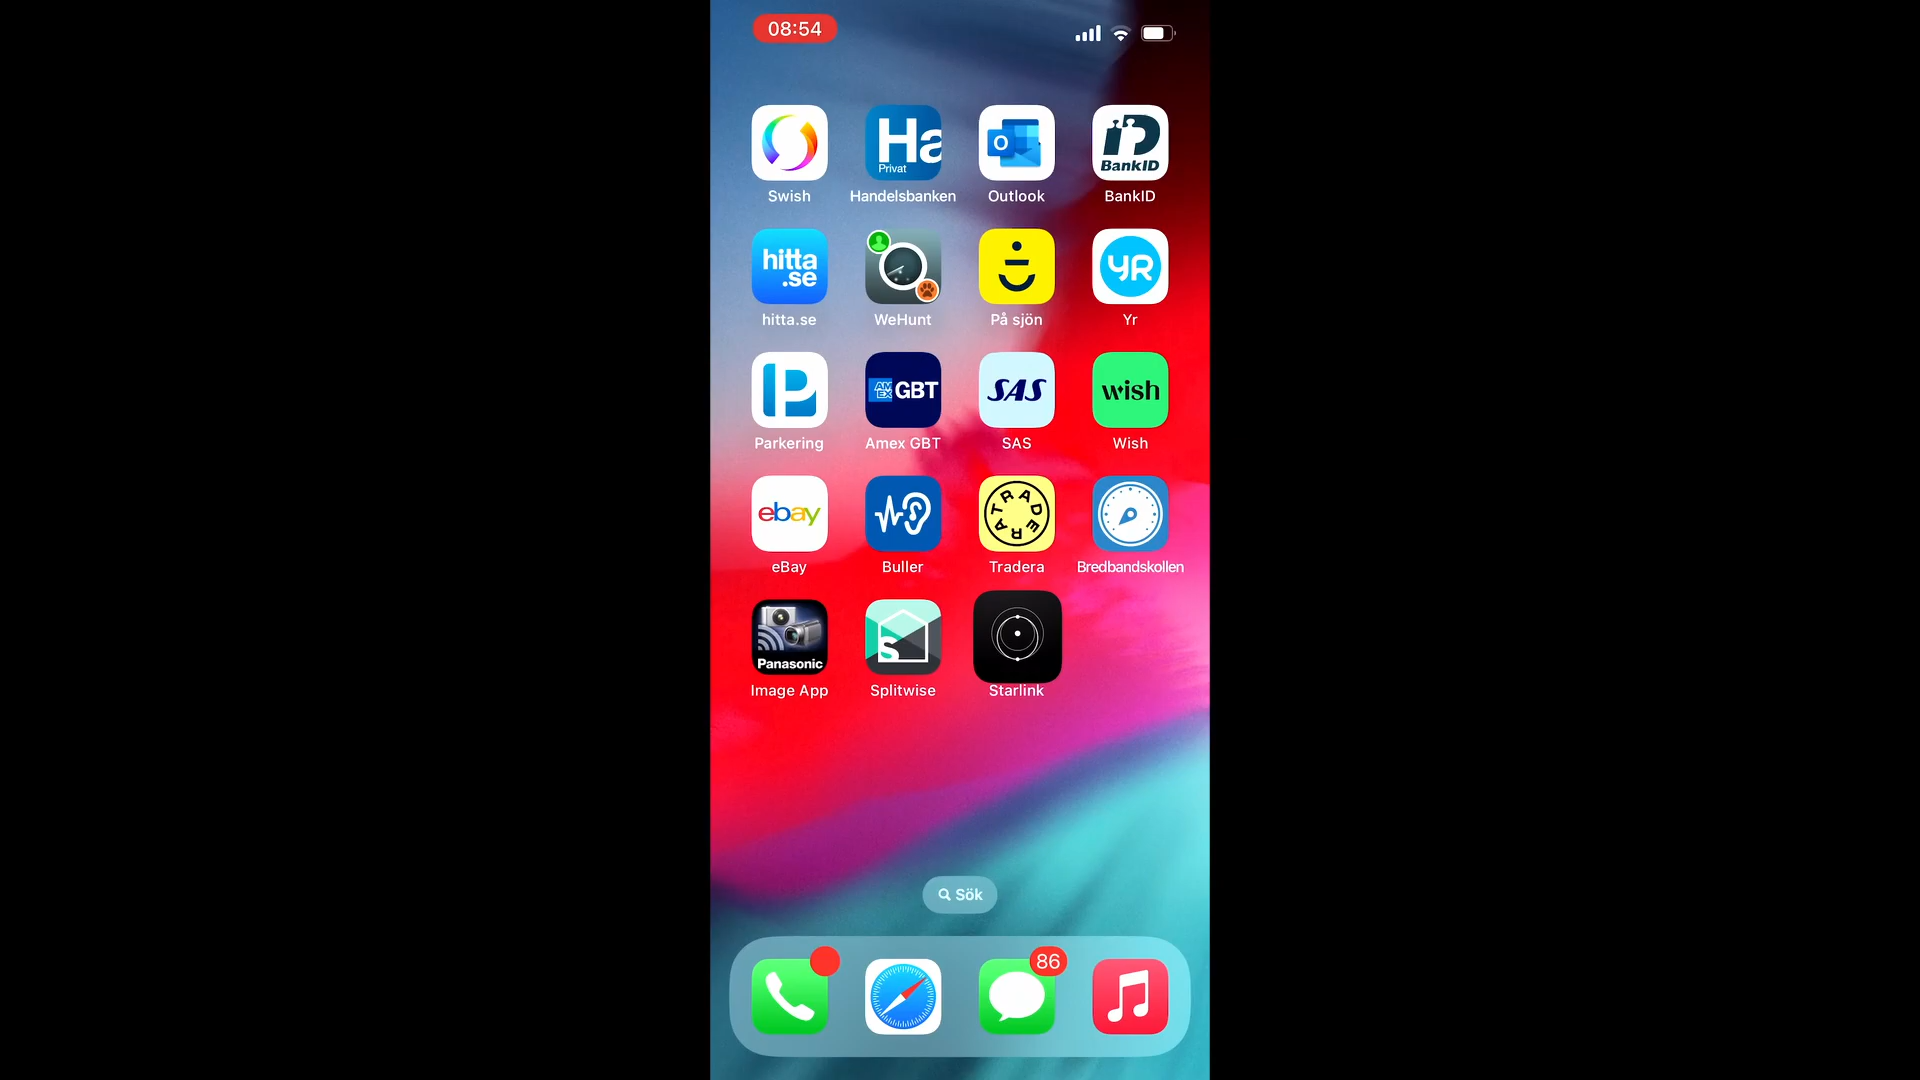 08:54
Ha
Privat
O
BankID
Swish
Handelsbanken
Outlook
BankID
hitta
.se
YR
hitta.se
WeHunt
På sjön
Yr
P
AM
EX
GBT
SAS
wish
Parkering
Amex GBT
SAS
Wish
ebay
TRADERA
eBay
Buller
Tradera
Bredbandskollen
Panasonic
S
Image App
Splitwise
Starlink
Sök
86